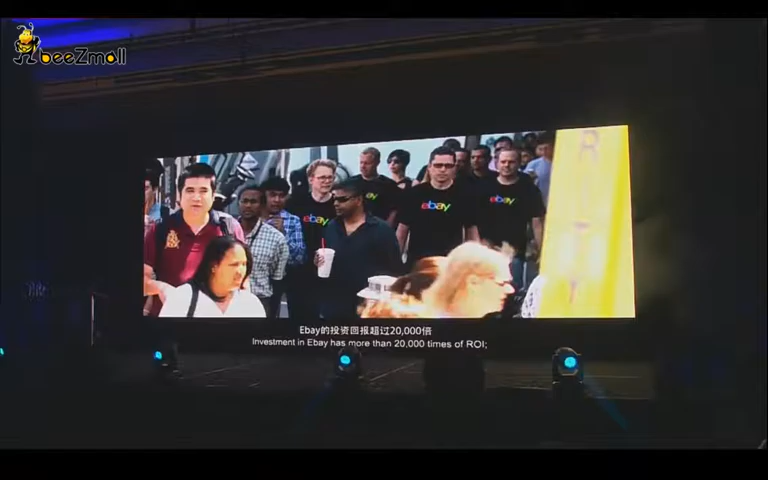 beeZmall
ebay
ebay
ebay
ebay
Ebay的投资回报超过20,000倍
Investment in Ebay has more than 20,000 times of ROI;